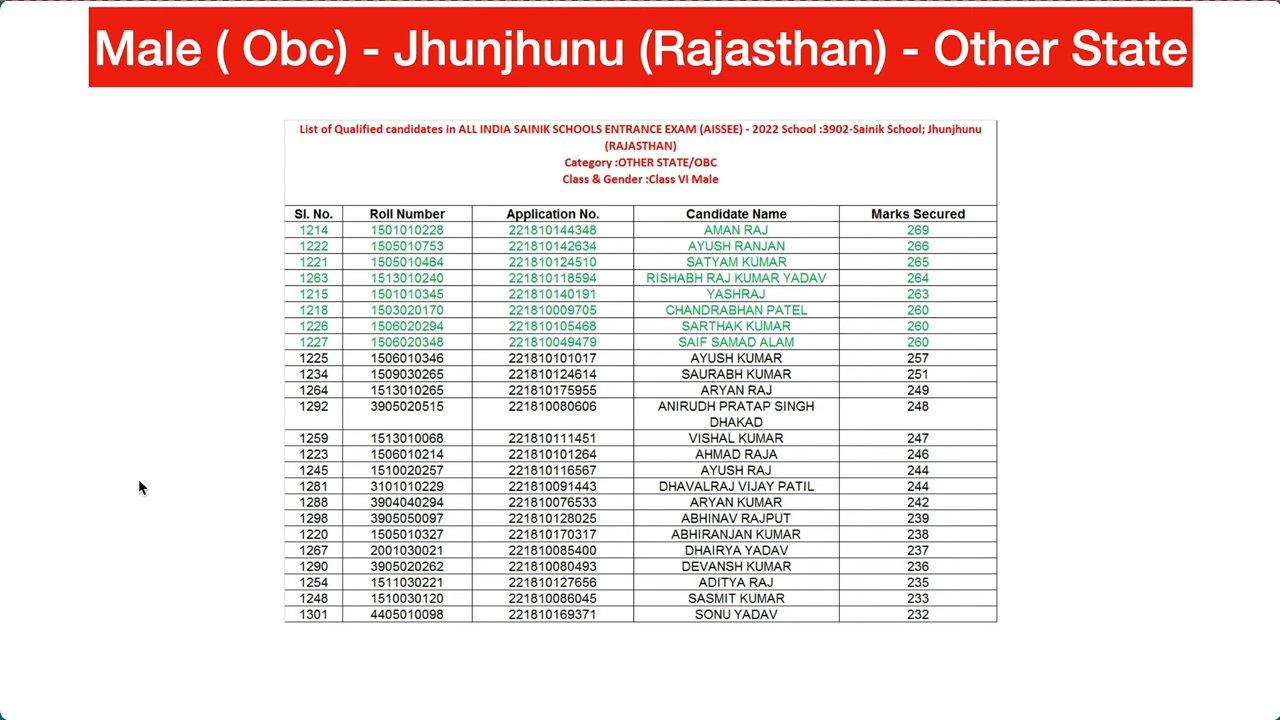 Male ( Obc) - Jhunjhunu (Rajasthan) - Other State
List of Qualified candidates in ALL INDIA SAINIK SCHOOLS ENTRANCE EXAM (AISSEE) - 2022 School :3902-Sainik School; Jhunjhunu
(RAJASTHAN)
Category :OTHER STATE/OBC
Class & Gender :Class VI Male
Sl. No. Roll Number Application No. Candidate Name Marks Secured
1214 1501010228 221810144348 AMAN RAJ 269
1222 1505010753 221810142634 AYUSH RANJAN 266
1221 1505010464 221810124510 SATYAM KUMAR 265
1263 1513010240 221810118594 RISHABH RAJ KUMAR YADAV 264
1215 1501010345 221810140191 YASHRAJ 263
1218 1503020170 221810009705 CHANDRABHAN PATEL 260
1226 1506020294 221810105468 SARTHAK KUMAR 260
1227 1506020348 221810049479 SAIF SAMAD ALAM 260
1225 1506010346 221810101017 AYUSH KUMAR 257
1234 1509030265 221810124614 SAURABH KUMAR 251
1264 1513010265 221810175955 ARYAN RAJ 249
1292 3905020515 221810080606 ANIRUDH PRATAP SINGH 248
DHAKAD
1259 1513010068 221810111451 VISHAL KUMAR 247
1223 1506010214 221810101264 AHMAD RAJA 246
1245 1510020257 221810116567 AYUSH RAJ 244
1281 3101010229 221810091443 DHAVALRAJ VIJAY PATIL 244
1288 3904040294 221810076533 ARYAN KUMAR 242
1298 3905050097 221810128025 ABHINAV RAJPUT 239
1220 1505010327 221810170317 ABHIRANJAN KUMAR 238
1267 2001030021 221810085400 DHAIRYA YADAV 237
1290 3905020262 221810080493 DEVANSH KUMAR 236
1254 1511030221 221810127656 ADITYA RAJ 235
1248 1510030120 221810086045 SASMIT KUMAR 233
1301 4405010098 221810169371 SONU YADAV 232